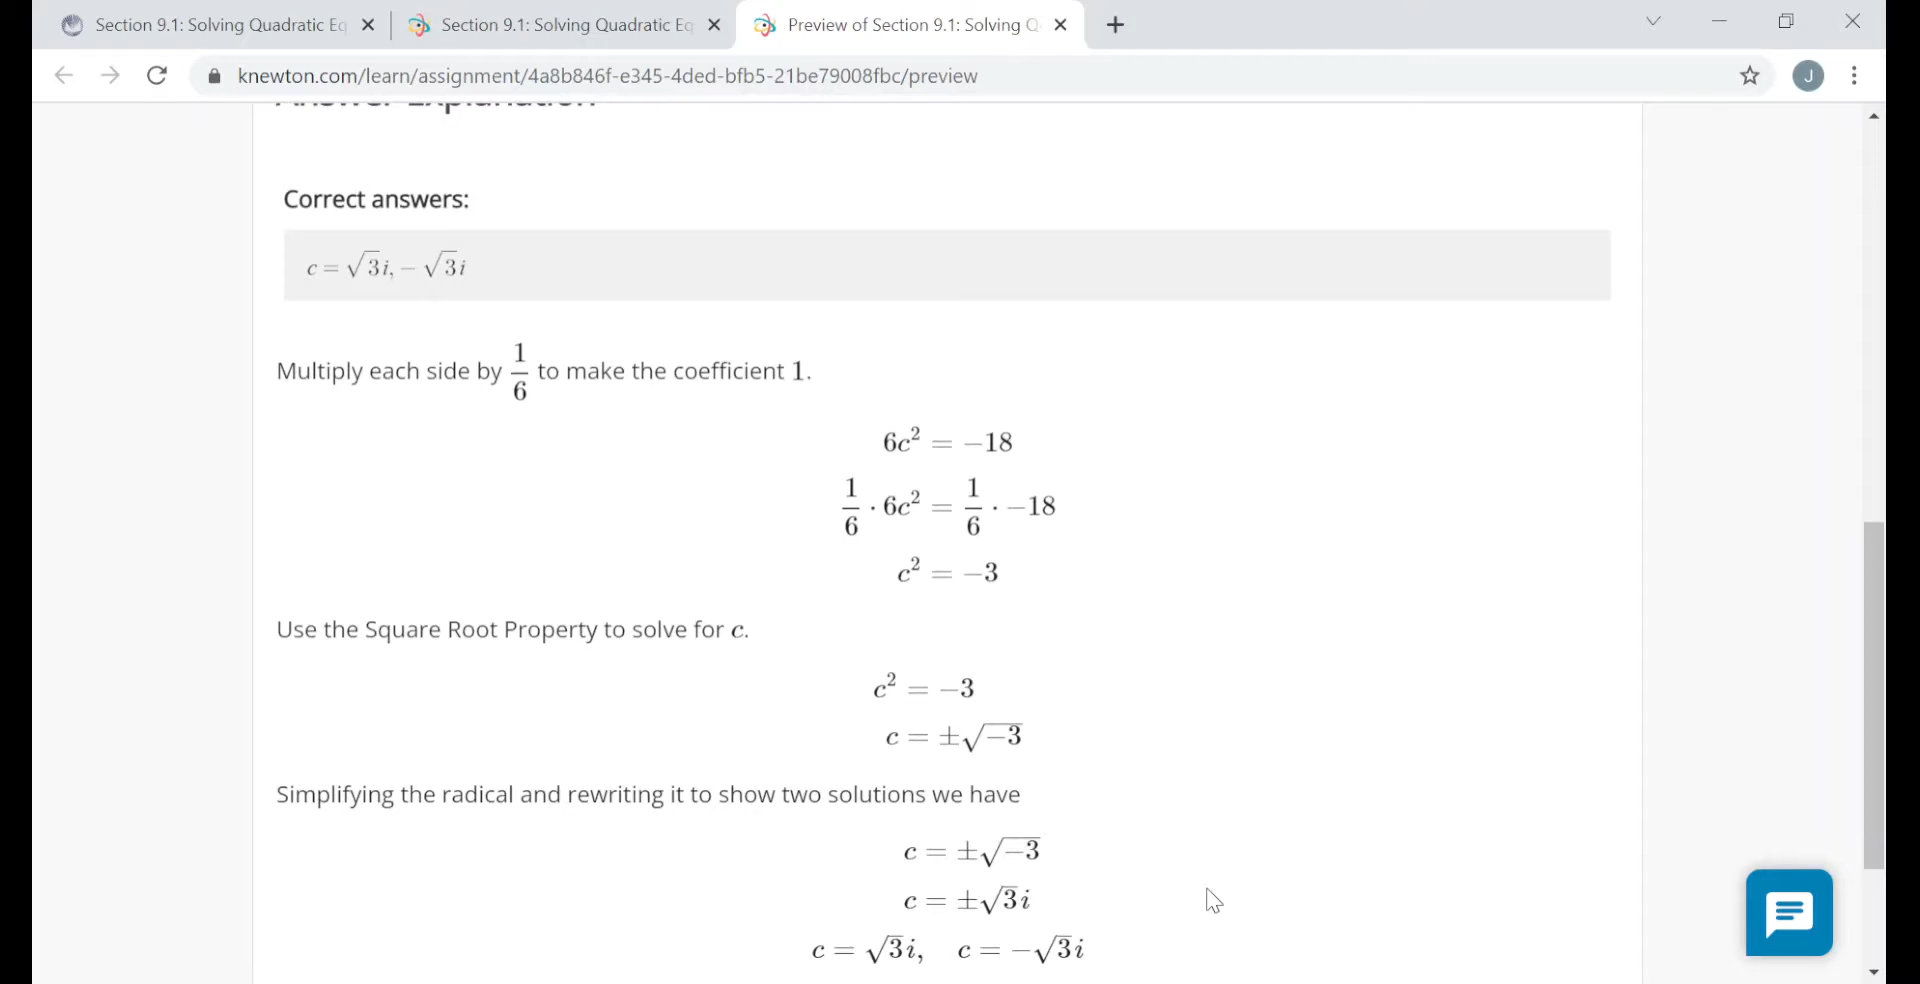 Section 9.1: Solving Quadratic Eq
Section 9.1: Solving Quadratic Eq
Preview of Section 9.1: Solving Q
knewton.com/learn/assignment/4a8b846f-e345-4ded-bfb5-21be79008fbc/preview
J
Answer Explanation
Correct answers:
c = √3i, − √3i
Multiply each side by 1/6 to make the coefficient 1.
6c² = −18
1/6 · 6c² = 1/6 · −18
c² = −3
Use the Square Root Property to solve for c.
c² = −3
c = ±√−3
Simplifying the radical and rewriting it to show two solutions we have
c = ±√−3
c = ±√3i
c = √3i, c = −√3i